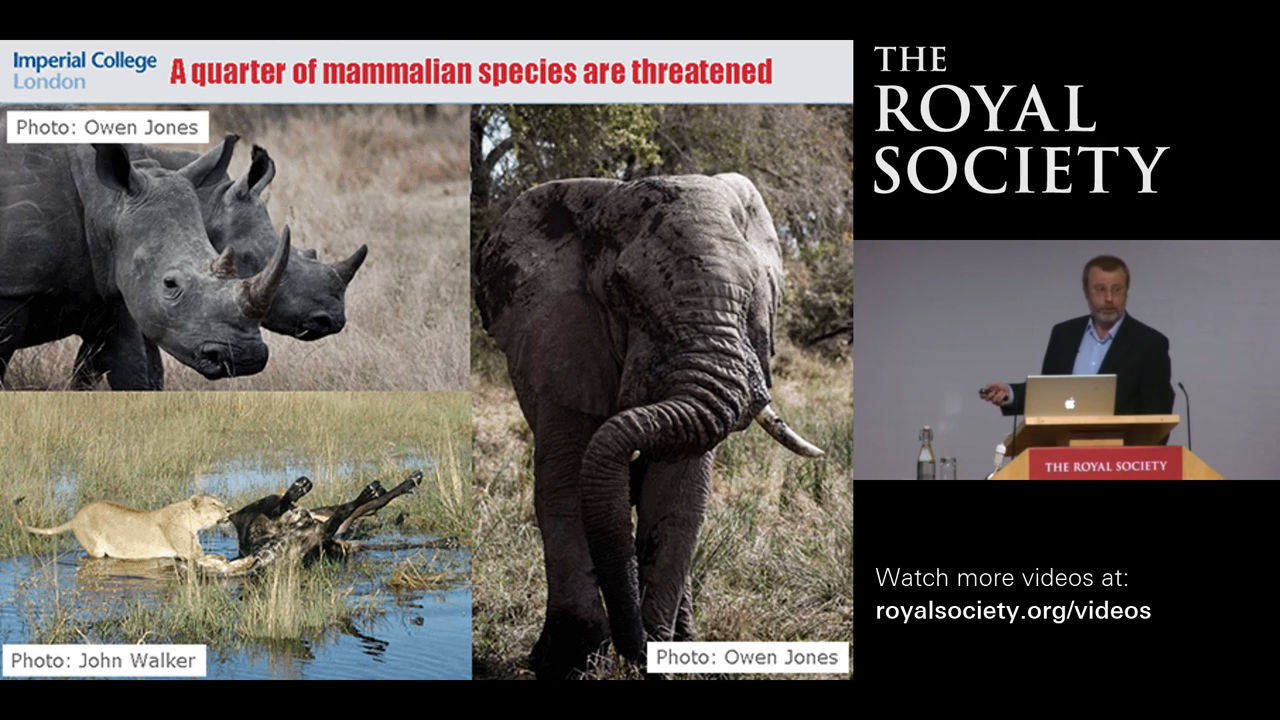 Imperial College
London
A quarter of mammalian species are threatened
Photo: Owen Jones
Photo: John Walker
Photo: Owen Jones
THE
ROYAL
SOCIETY
THE ROYAL SOCIETY
Watch more videos at:
royalsociety.org/videos